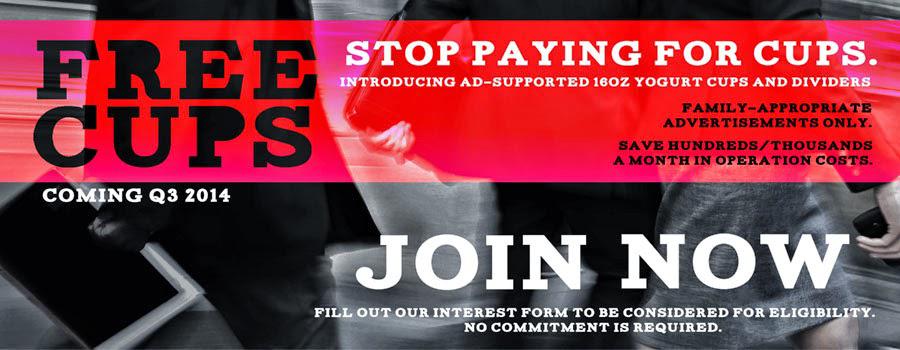 FREE
CUPS
COMING Q3 2014
STOP PAYING FOR CUPS.
INTRODUCING AD-SUPPORTED 16OZ YOGURT CUPS AND DIVIDERS
FAMILY-APPROPRIATE
ADVERTISEMENTS ONLY.
SAVE HUNDREDS/THOUSANDS
A MONTH IN OPERATION COSTS.
JOIN NOW
FILL OUT OUR INTEREST FORM TO BE CONSIDERED FOR ELIGIBILITY.
NO COMMITMENT IS REQUIRED.